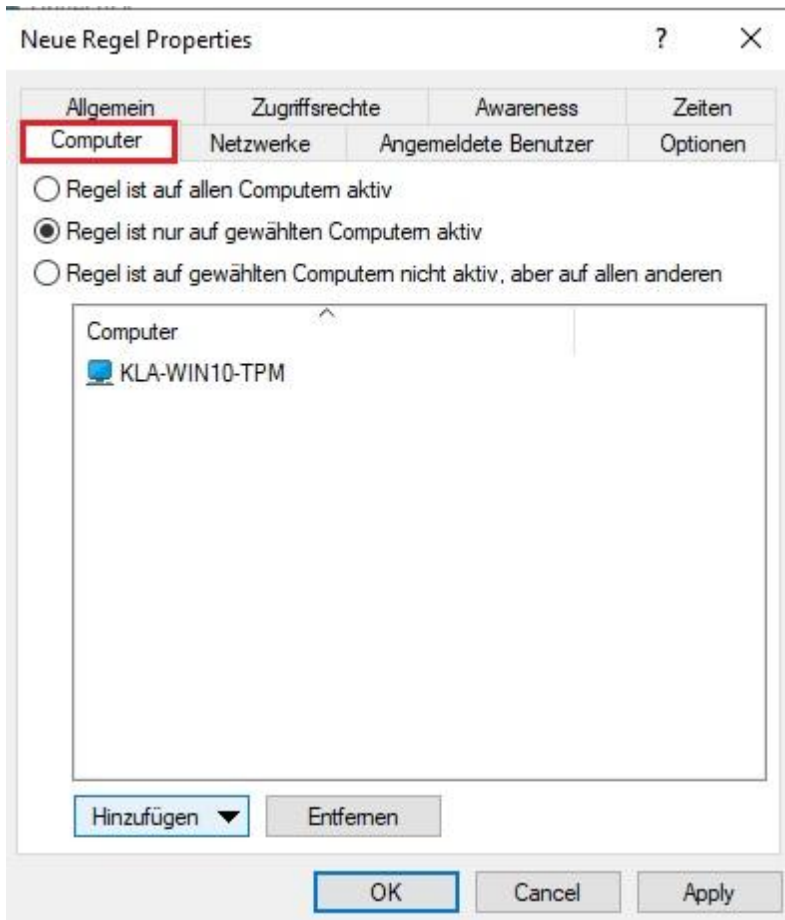 Neue Regel Properties ? ×
Allgemein Zugriffsrechte Awareness Zeiten
Computer Netzwerke Angemeldete Benutzer Optionen
Regel ist auf allen Computern aktiv
Regel ist nur auf gewählten Computern aktiv
Regel ist auf gewählten Computern nicht aktiv, aber auf allen anderen
Computer
KLA-WIN10-TPM
Hinzufügen Entfernen
OK Cancel Apply